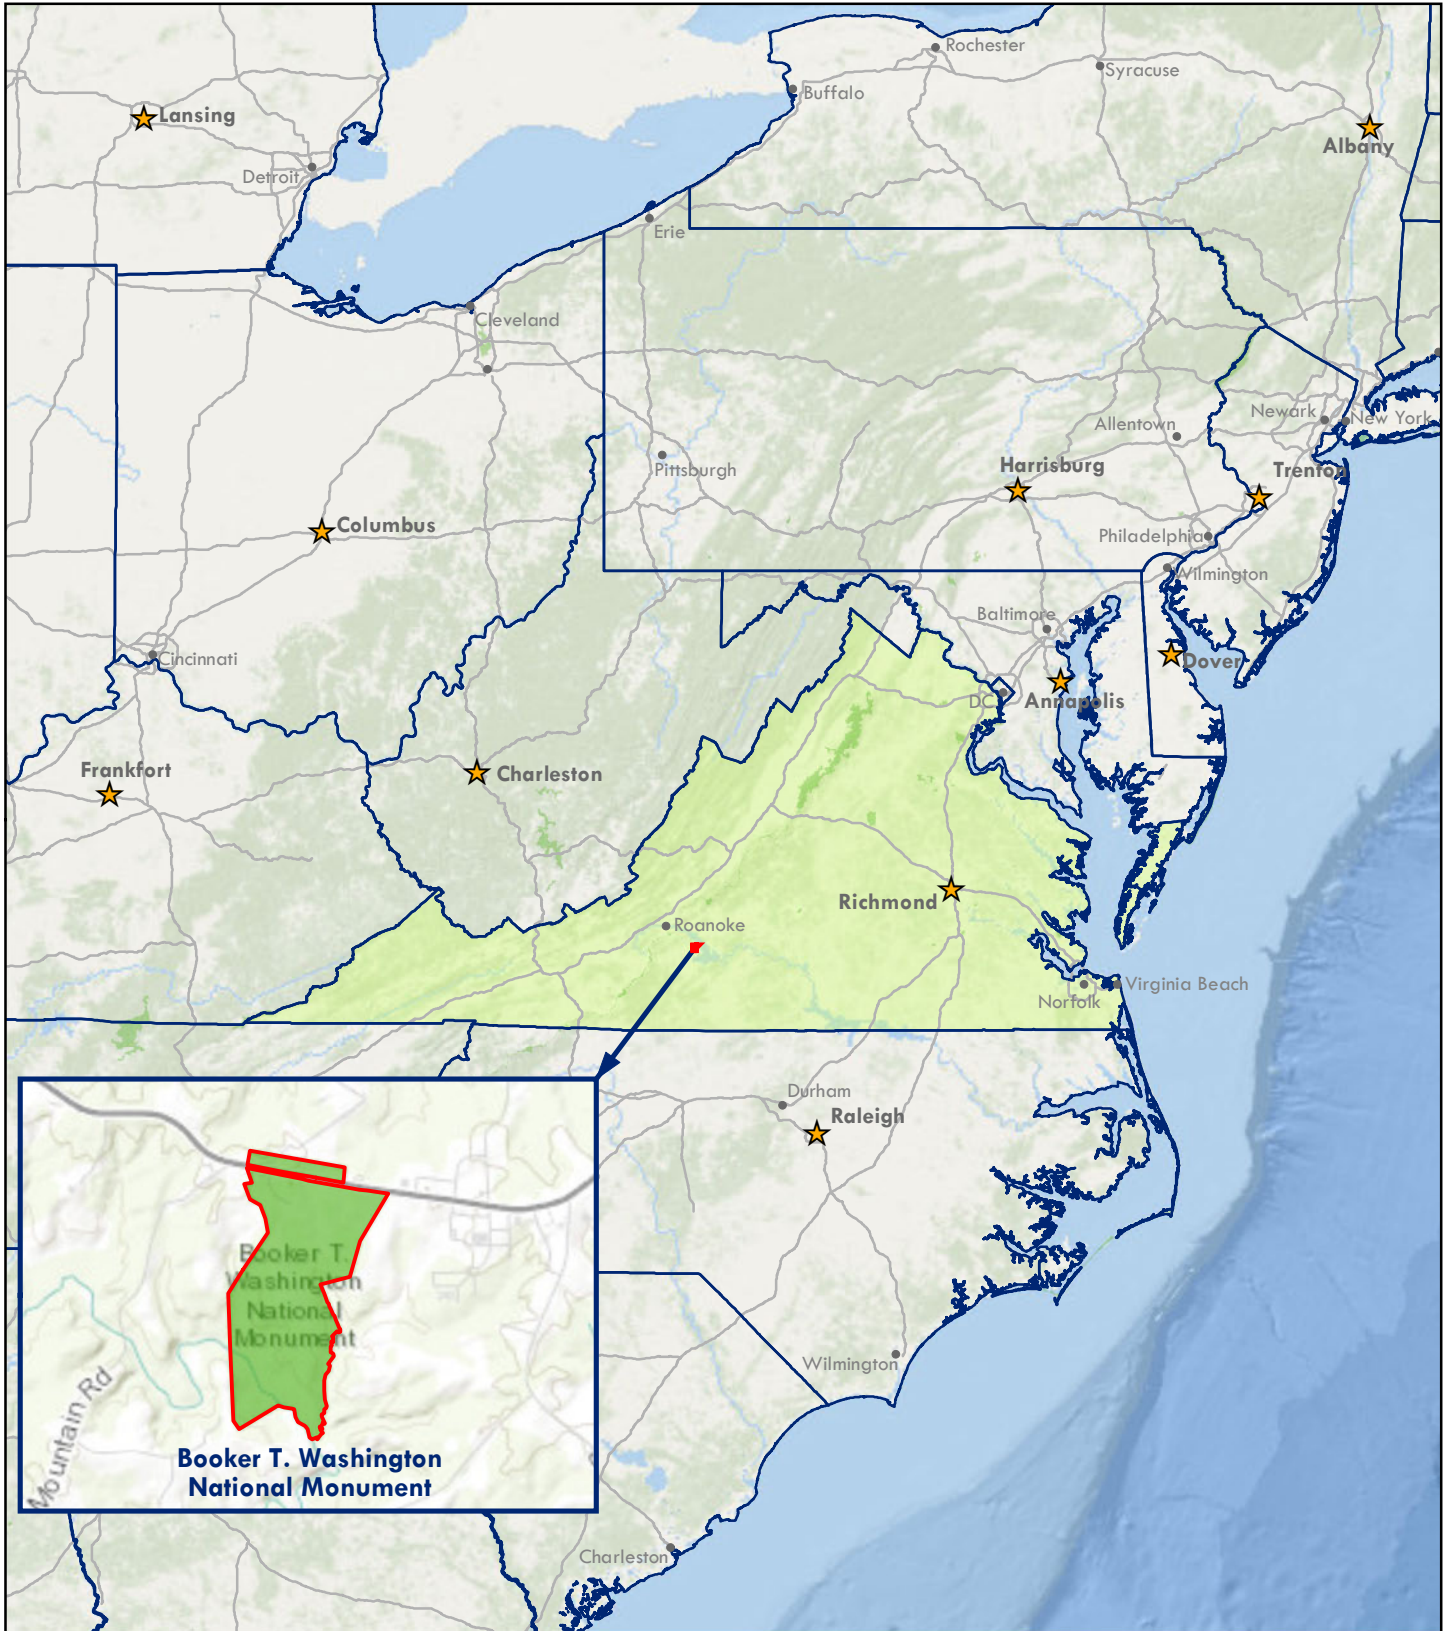 Rochester
Syracuse
Buffalo
Lansing
Albany
Detroit
Erie
Cleveland
Newark
New York
Allentown
Pittsburgh
Harrisburg
Trenton
Columbus
Philadelphia
Wilmington
Baltimore
Cincinnati
Dover
DC
Annapolis
Frankfort
Charleston
Richmond
Roanoke
Virginia Beach
Norfolk
Durham
Raleigh
Booker T.
Washington
National
Monument
Wilmington
Mountain Rd
Booker T. Washington
National Monument
Charleston